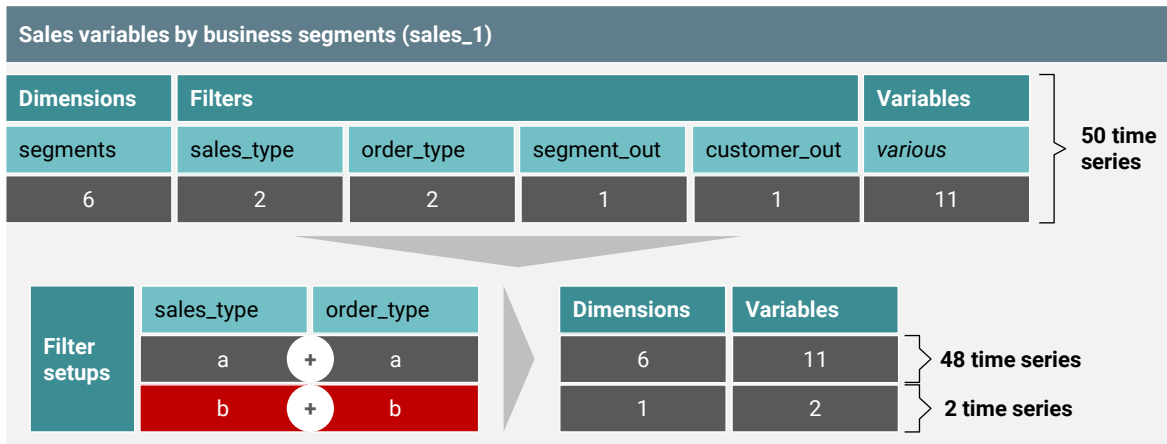 Sales variables by business segments (sales_1)
Dimensions Filters Variables
segments sales_type order_type segment_out customer_out various
6 2 2 1 1 11
50 time
series
sales_type order_type
Filter
setups
a + a
b + b
Dimensions Variables
6 11
1 2
48 time series
2 time series